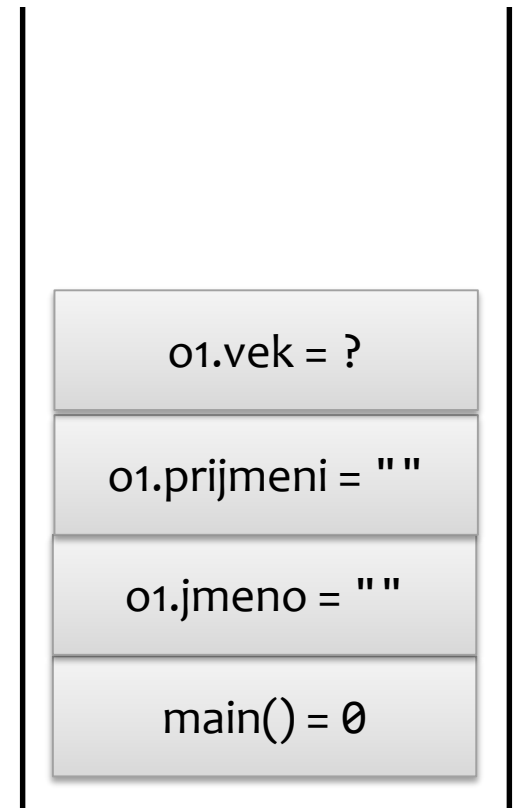 o1.vek = ?
o1.prijmeni = ""
o1.jmeno = ""
main() = 0